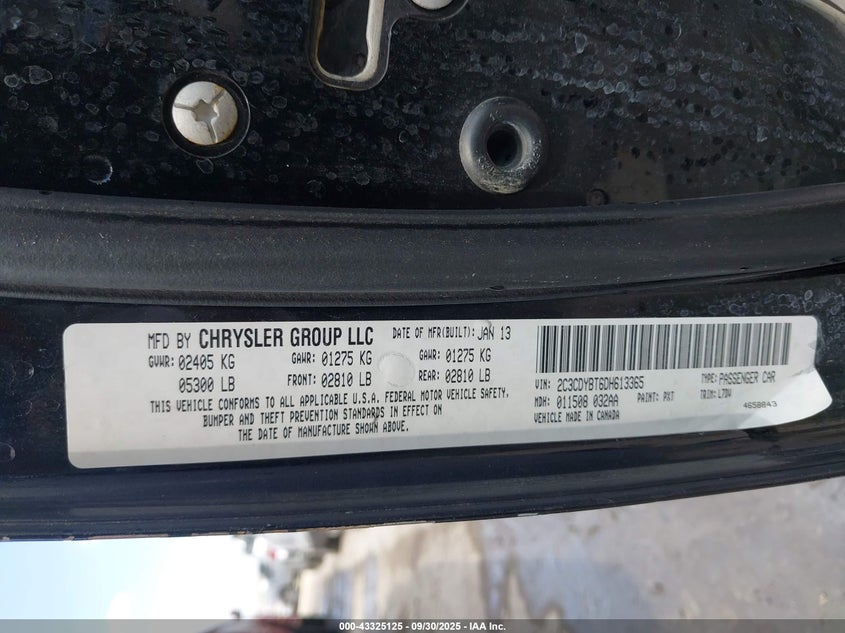 MFD BY CHRYSLER GROUP LLC DATE OF MFR(BUILT): JAN 13
GVWR: 02405 KG GAWR: 01275 KG GAWR: 01275 KG
05300 LB FRONT: 02810 LB REAR: 02810 LB
THIS VEHICLE CONFORMS TO ALL APPLICABLE U.S.A. FEDERAL MOTOR VEHICLE SAFETY,
BUMPER AND THEFT PREVENTION STANDARDS IN EFFECT ON
THE DATE OF MANUFACTURE SHOWN ABOVE.
VIN: 2C3CDYBT6DH613365 TYPE: PASSENGER CAR
MDH: 011508 032AA PAINT: PXT TRIM: L7DV
VEHICLE MADE IN CANADA 4658843
000-43325125 - 09/30/2025 - IAA Inc.